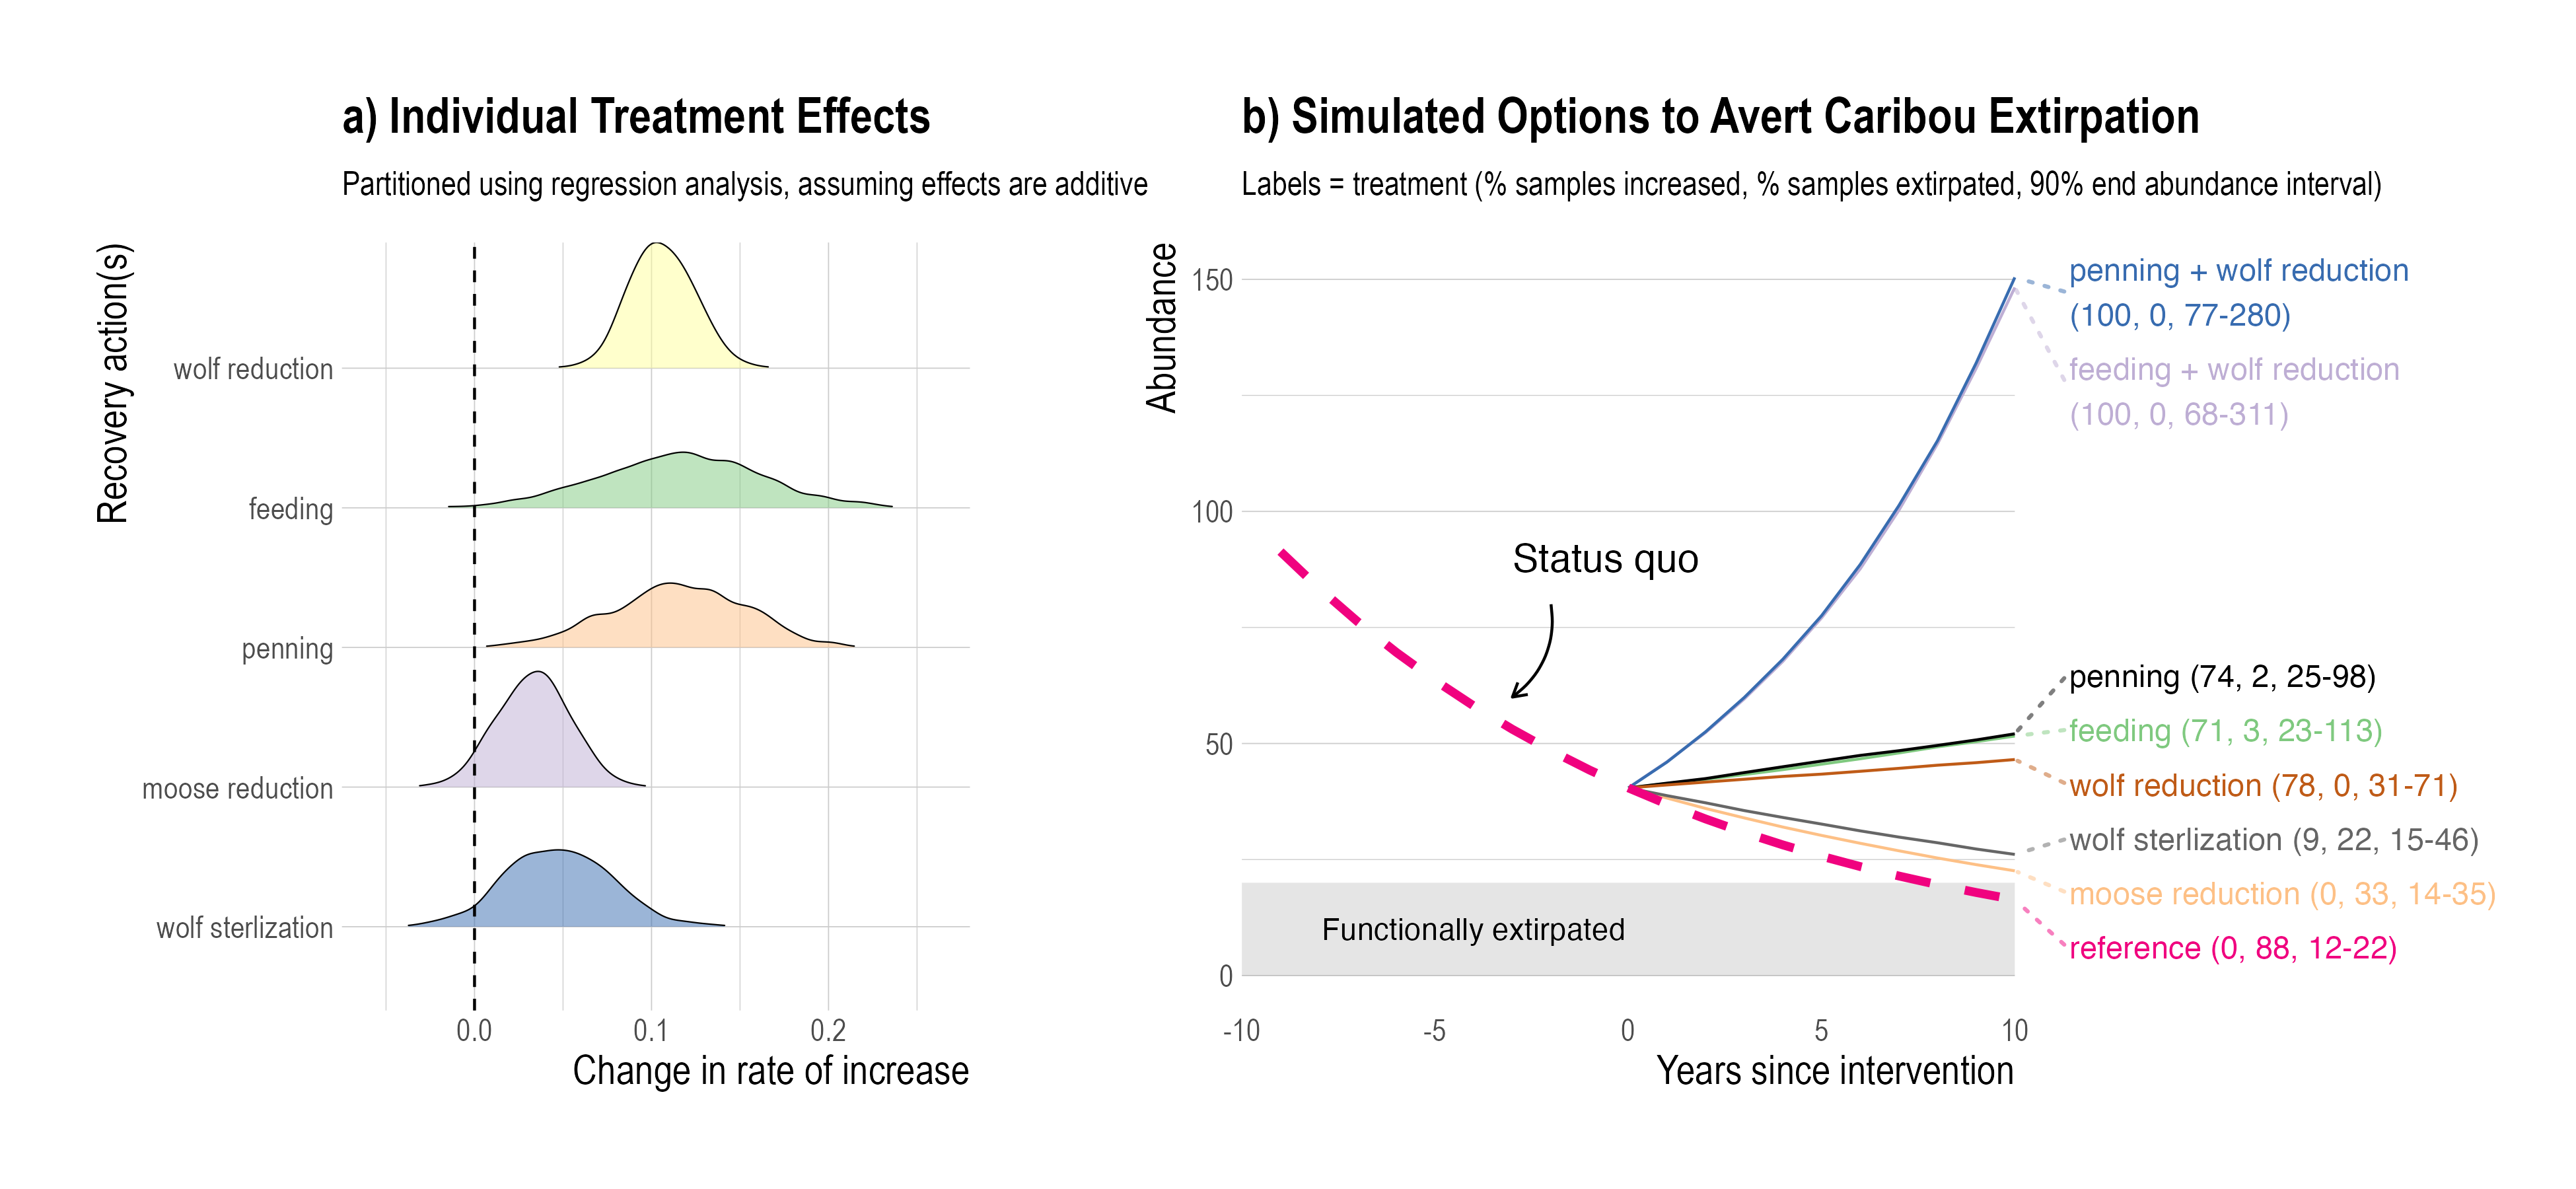 a) Individual Treatment Effects
Partitioned using regression analysis, assuming effects are additive
Recovery action(s)
wolf reduction
feeding
penning
moose reduction
wolf sterlization
0.0
0.1
0.2
Change in rate of increase
b) Simulated Options to Avert Caribou Extirpation
Labels = treatment (% samples increased, % samples extirpated, 90% end abundance interval)
Abundance
150
100
50
0
Status quo
Functionally extirpated
-10
-5
0
5
10
Years since intervention
penning + wolf reduction
(100, 0, 77-280)
feeding + wolf reduction
(100, 0, 68-311)
penning (74, 2, 25-98)
feeding (71, 3, 23-113)
wolf reduction (78, 0, 31-71)
wolf sterlization (9, 22, 15-46)
moose reduction (0, 33, 14-35)
reference (0, 88, 12-22)